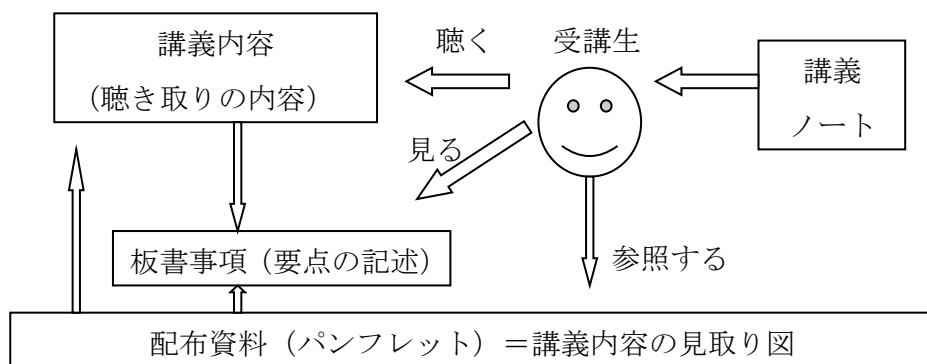 講義内容
（聴き取りの内容）
聴く
受講生
講義
ノート
見る
板書事項（要点の記述）
参照する
配布資料（パンフレット）＝講義内容の見取り図